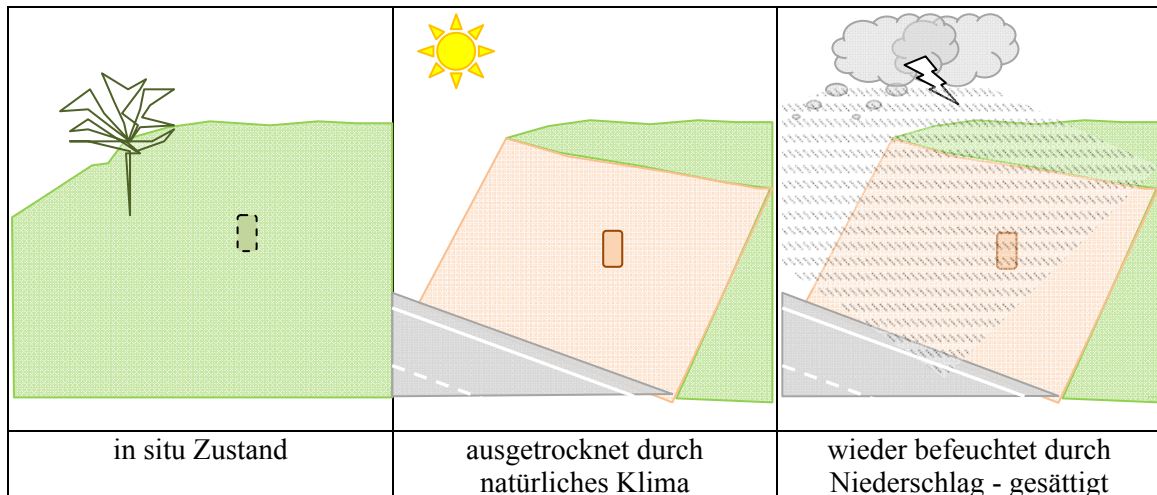 in situ Zustand
ausgetrocknet durch
natürliches Klima
wieder befeuchtet durch
Niederschlag - gesättigt